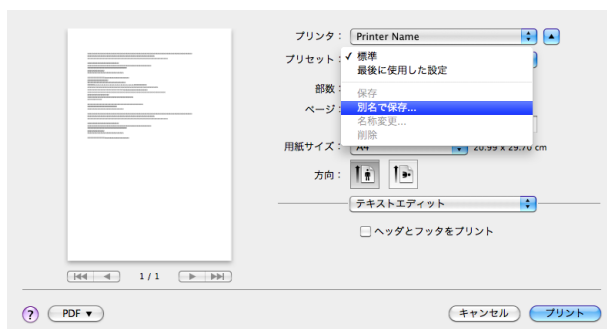 プリンタ： Printer Name
プリセット： ✓ 標準
最後に使用した設定
部数：
保存
ページ
別名で保存...
名称変更...
削除
用紙サイズ： A4 20.99 x 29.70 cm
方向：
テキストエディット
ヘッダとフッタをプリント
1 / 1
? PDF ▼
キャンセル
プリント